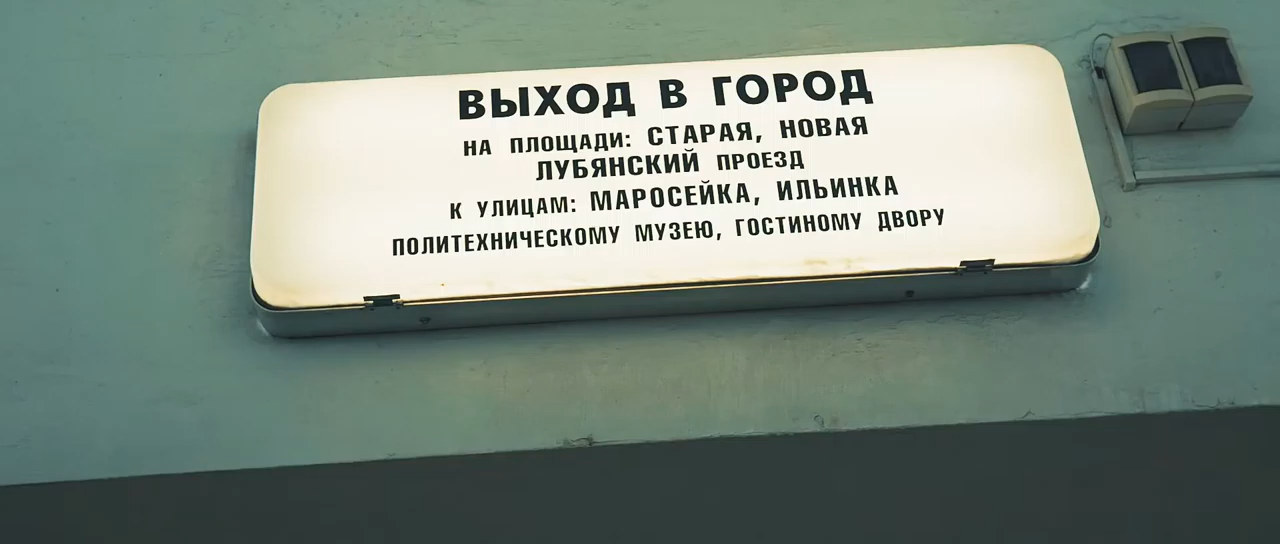 ВЫХОД В ГОРОД
НА ПЛОЩАДИ: СТАРАЯ, НОВАЯ
ЛУБЯНСКИЙ ПРОЕЗД
К УЛИЦАМ: МАРОСЕЙКА, ИЛЬИНКА
ПОЛИТЕХНИЧЕСКОМУ МУЗЕЮ, ГОСТИНОМУ ДВОРУ